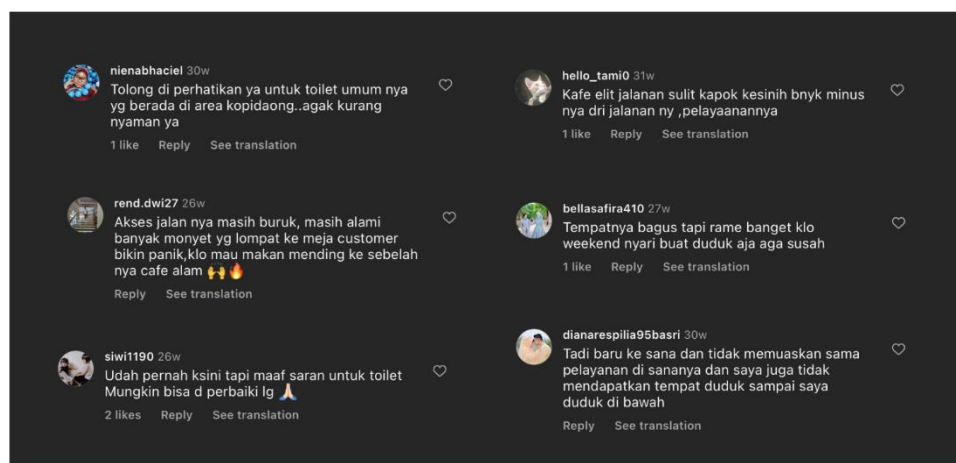 nienabhaciel 30w
Tolong di perhatikan ya untuk toilet umum nya
yg berada di area kopidaong..agak kurang
nyaman ya
1 like Reply See translation
rend.dwi27 26w
Akses jalan nya masih buruk, masih alami
banyak monyet yg lompat ke meja customer
bikin panik,klo mau makan mending ke sebelah
nya cafe alam 🙌🔥
Reply See translation
siwi1190 26w
Udah pernah ksini tapi maaf saran untuk toilet
Mungkin bisa d perbaiki lg 🙏🏻
2 likes Reply See translation
hello_tami0 31w
Kafe elit jalanan sulit kapok kesinih bnyk minus
nya dri jalanan ny ,pelayaanannya
1 like Reply See translation
bellasafira410 27w
Tempatnya bagus tapi rame banget klo
weekend nyari buat duduk aja aga susah
1 like Reply See translation
dianarespilia95basri 30w
Tadi baru ke sana dan tidak memuaskan sama
pelayanan di sananya dan saya juga tidak
mendapatkan tempat duduk sampai saya
duduk di bawah
Reply See translation